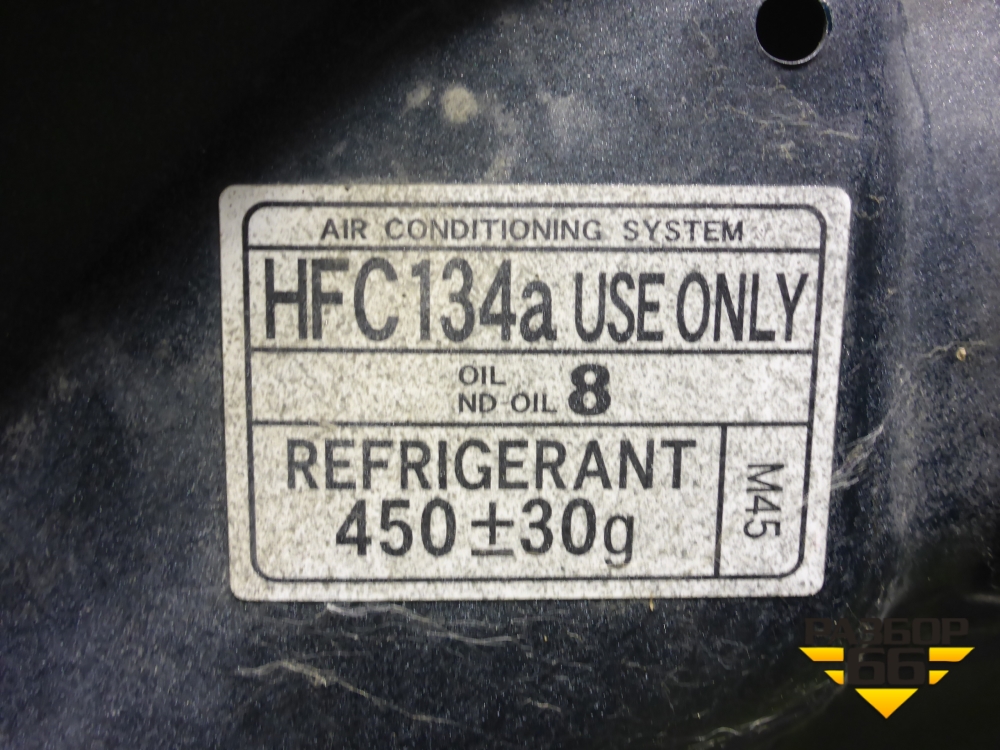 AIR CONDITIONING SYSTEM
HFC134a USE ONLY
OIL
ND-OIL 8
REFRIGERANT
450±30g
M45
РАЗБОР
66